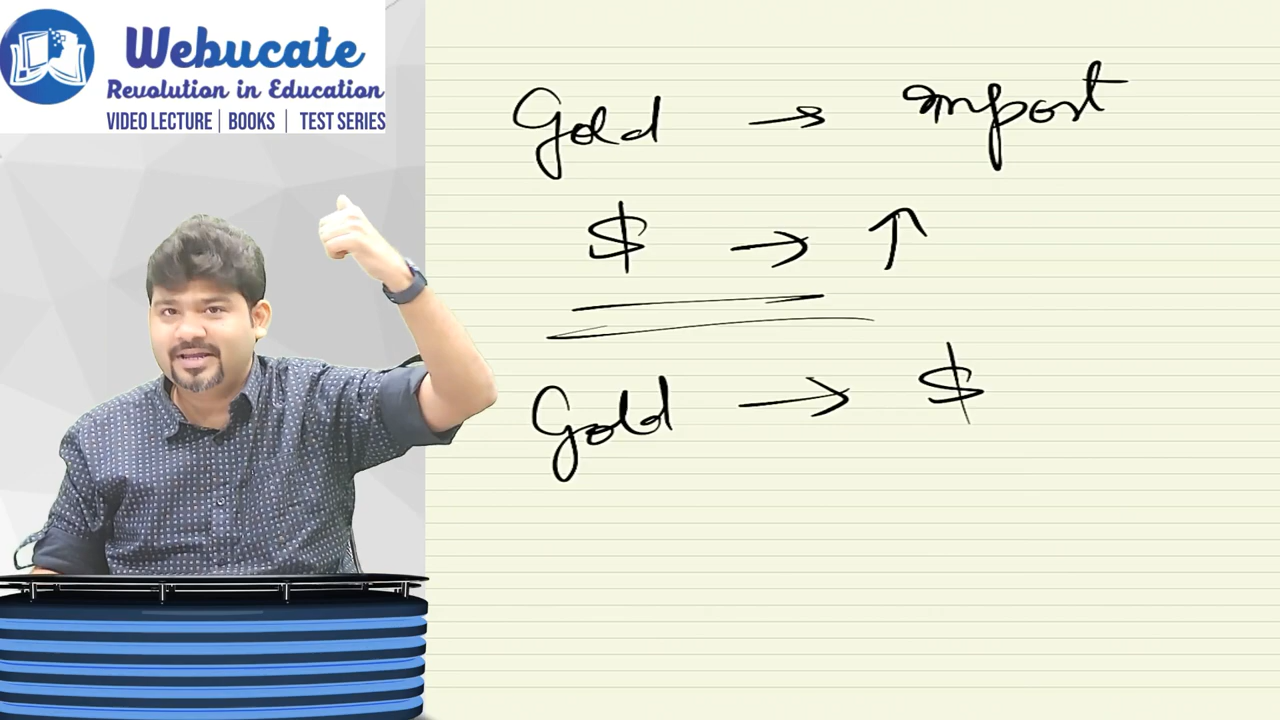 Webucate
Revolution in Education
VIDEO LECTURE | BOOKS | TEST SERIES
Gold → Import
$ → ↑
Gold → $